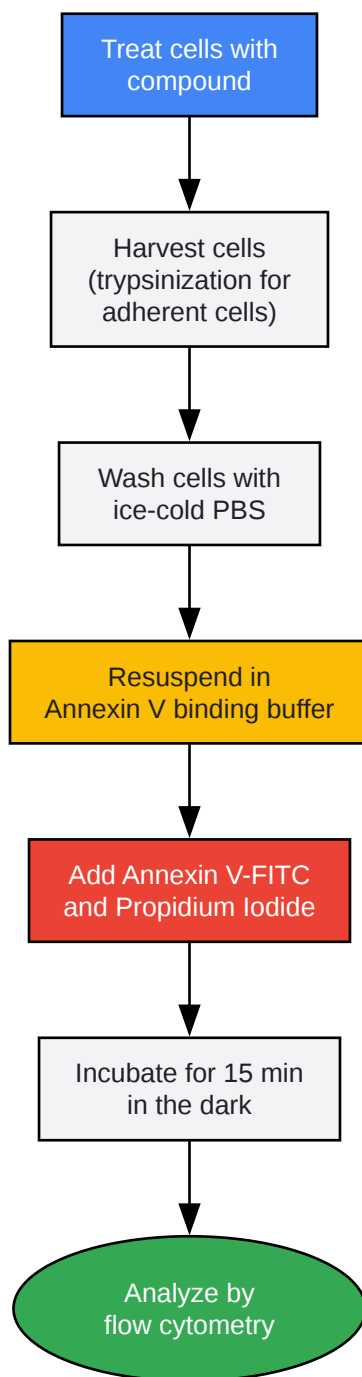 Treat cells with
compound
Harvest cells
(trypsinization for
adherent cells)
Wash cells with
ice-cold PBS
Resuspend in
Annexin V binding buffer
Add Annexin V-FITC
and Propidium Iodide
Incubate for 15 min
in the dark
Analyze by
flow cytometry